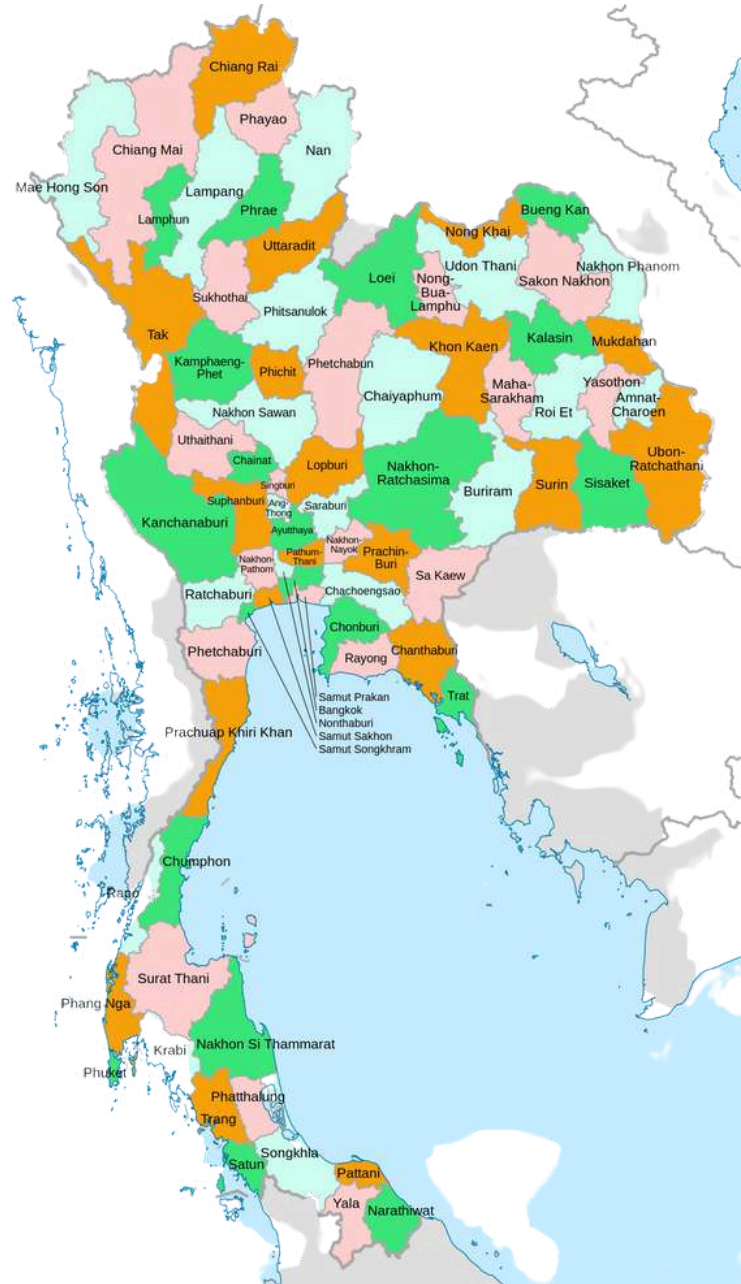 Chiang Rai
Phayao
Chiang Mai
Nan
Mae Hong Son
Lampang
Lamphun
Phrae
Bueng Kan
Nong Khai
Uttaradit
Loei
Udon Thani
Nakhon Phanom
Nong-
Bua-
Lamphu
Sakon Nakhon
Sukhothai
Phitsanulok
Tak
Kalasin
Mukdahan
Khon Kaen
Kamphaeng-
Phet
Phichit
Phetchabun
Chaiyaphum
Maha-
Sarakham
Yasothon
Roi Et
Amnat-
Charoen
Nakhon Sawan
Uthaithani
Ubon-
Ratchathani
Chainat
Lopburi
Nakhon-
Ratchasima
Singburi
Suphanburi
Ang-
Thong
Saraburi
Buriram
Surin
Sisaket
Kanchanaburi
Ayutthaya
Nakhon-
Nayok
Pathum-
Thani
Prachin-
Buri
Nakhon-
Pathom
Sa Kaew
Ratchaburi
Chachoengsao
Chonburi
Phetchaburi
Rayong
Chanthaburi
Trat
Samut Prakan
Bangkok
Nonthaburi
Samut Sakhon
Samut Songkhram
Prachuap Khiri Khan
Chumphon
Surat Thani
Phang Nga
Nakhon Si Thammarat
Krabi
Phuket
Phatthalung
Trang
Songkhla
Satun
Pattani
Yala
Narathiwat